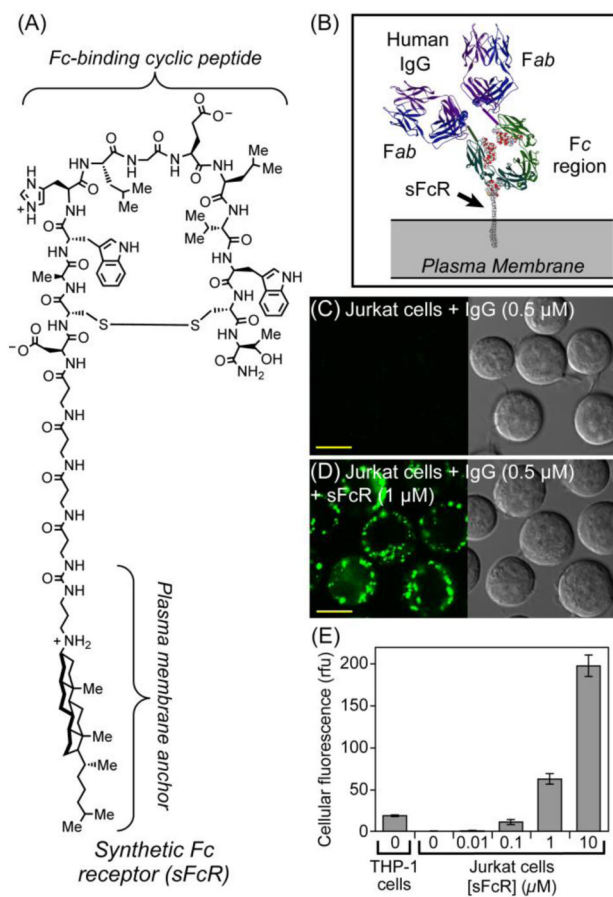 (A)
Fc-binding cyclic peptide
Plasma membrane anchor
Synthetic Fc
receptor (sFcR)
(B)
Human
IgG
Fab
Fab
Fc
region
sFcR
Plasma Membrane
(C) Jurkat cells + IgG (0.5 µM)
(D) Jurkat cells + IgG (0.5 µM)
+ sFcR (1 µM)
(E)
Cellular fluorescence (rfu)
200
150
100
50
0
0 0 0.01 0.1 1 10
THP-1
cells
Jurkat cells
[sFcR] (µM)